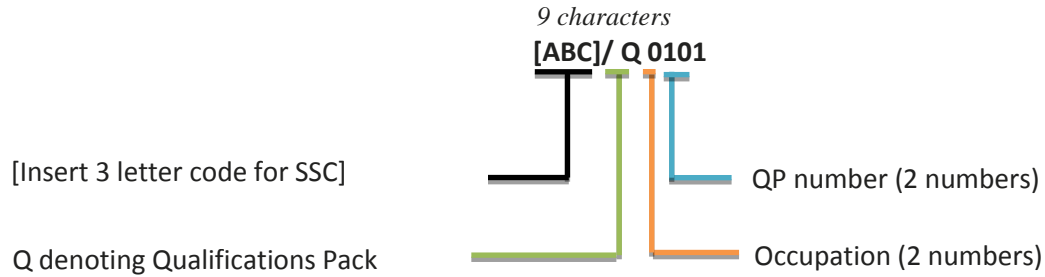 9 characters
[ABC]/ Q 0101
[Insert 3 letter code for SSC]
QP number (2 numbers)
Q denoting Qualifications Pack
Occupation (2 numbers)